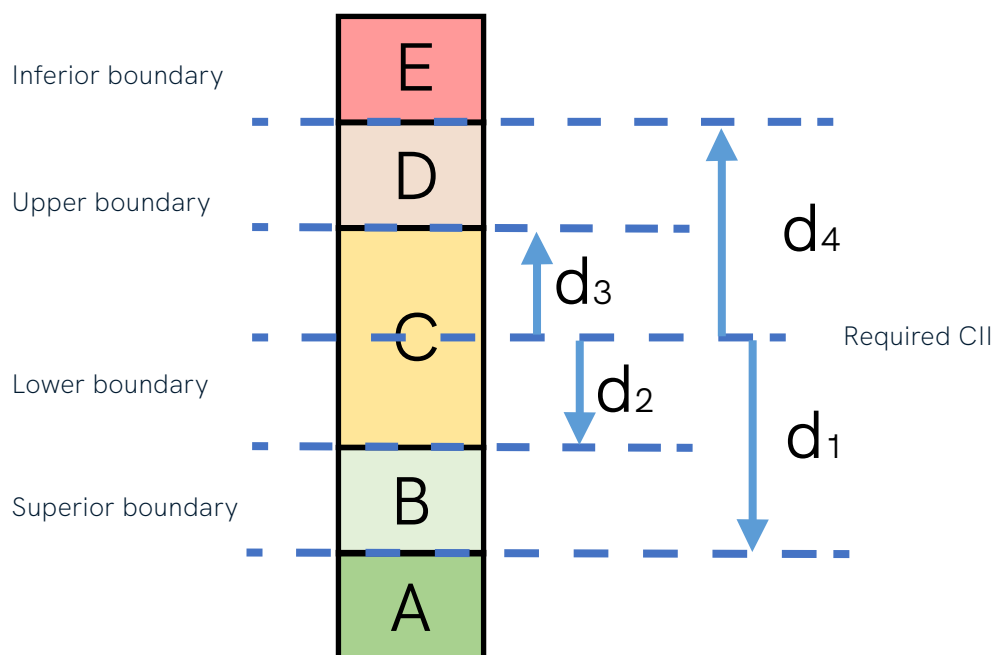 Inferior boundary
E
D
Upper boundary
d4
d3
C
Required CII
Lower boundary
d2
d1
B
Superior boundary
A